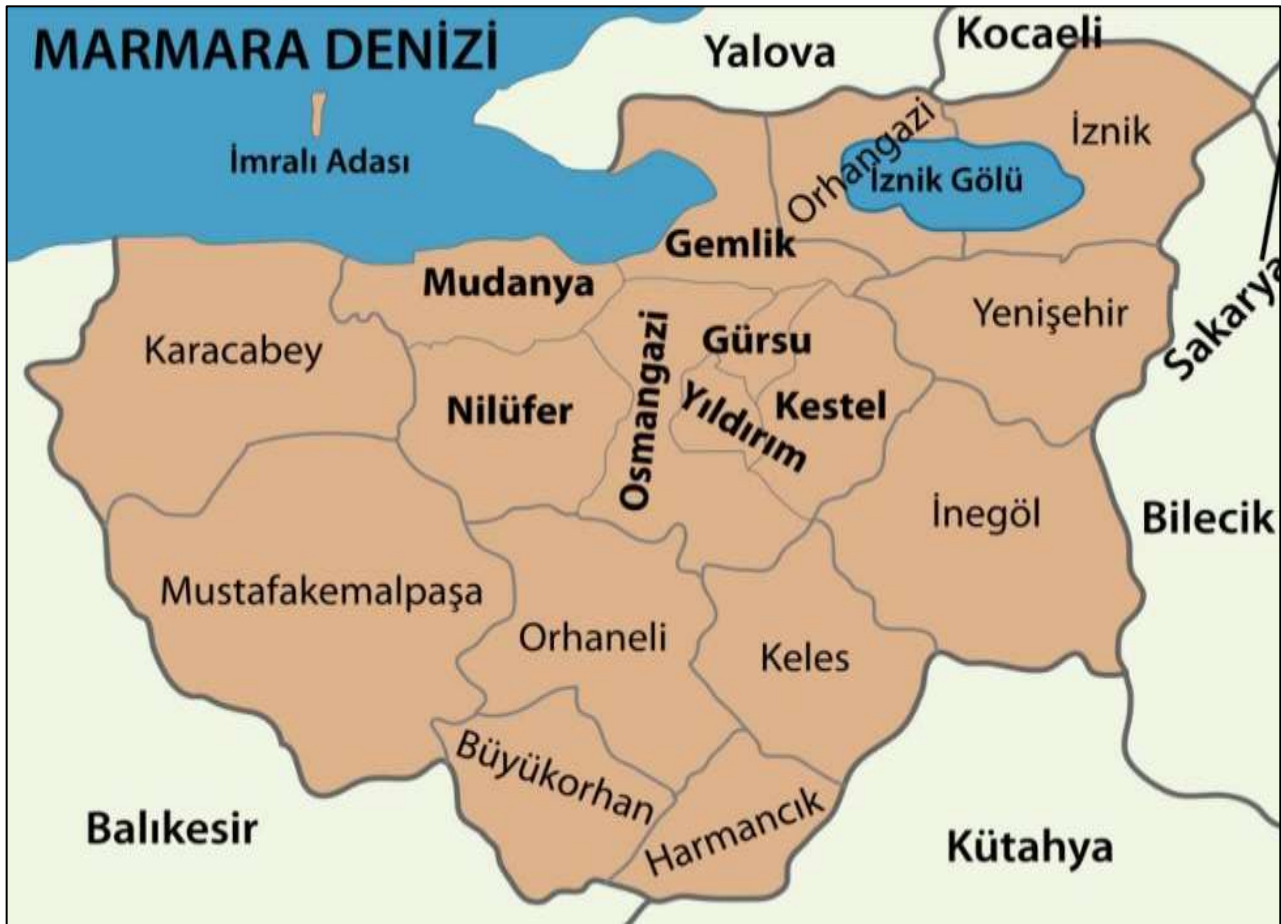 MARMARA DENİZİ
Yalova
Kocaeli
İmralı Adası
Orhangazi
İznik
İznik Gölü
Gemlik
Mudanya
Karacabey
Osmangazi
Gürsu
Yenişehir
Sakarya
Nilüfer
Yıldırım
Kestel
İnegöl
Bilecik
Mustafakemalpaşa
Orhaneli
Keles
Büyükorhan
Harmancık
Balıkesir
Kütahya